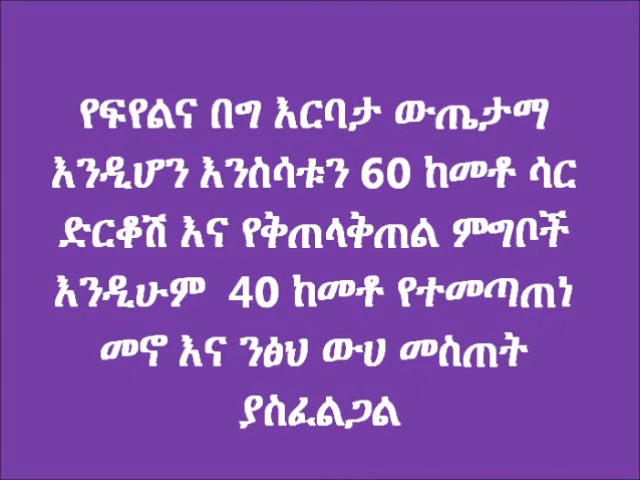 የፍየልና በግ እርባታ ውጤታማ
እንዲሆን እንስሳቱን 60 ከመቶ ሳር
ድርቆሽ እና የቅጠላቅጠል ምግቦች
እንዲሁም 40 ከመቶ የተመጣጠነ
መኖ እና ንፅህ ውሀ መስጠት
ያስፈልጋል